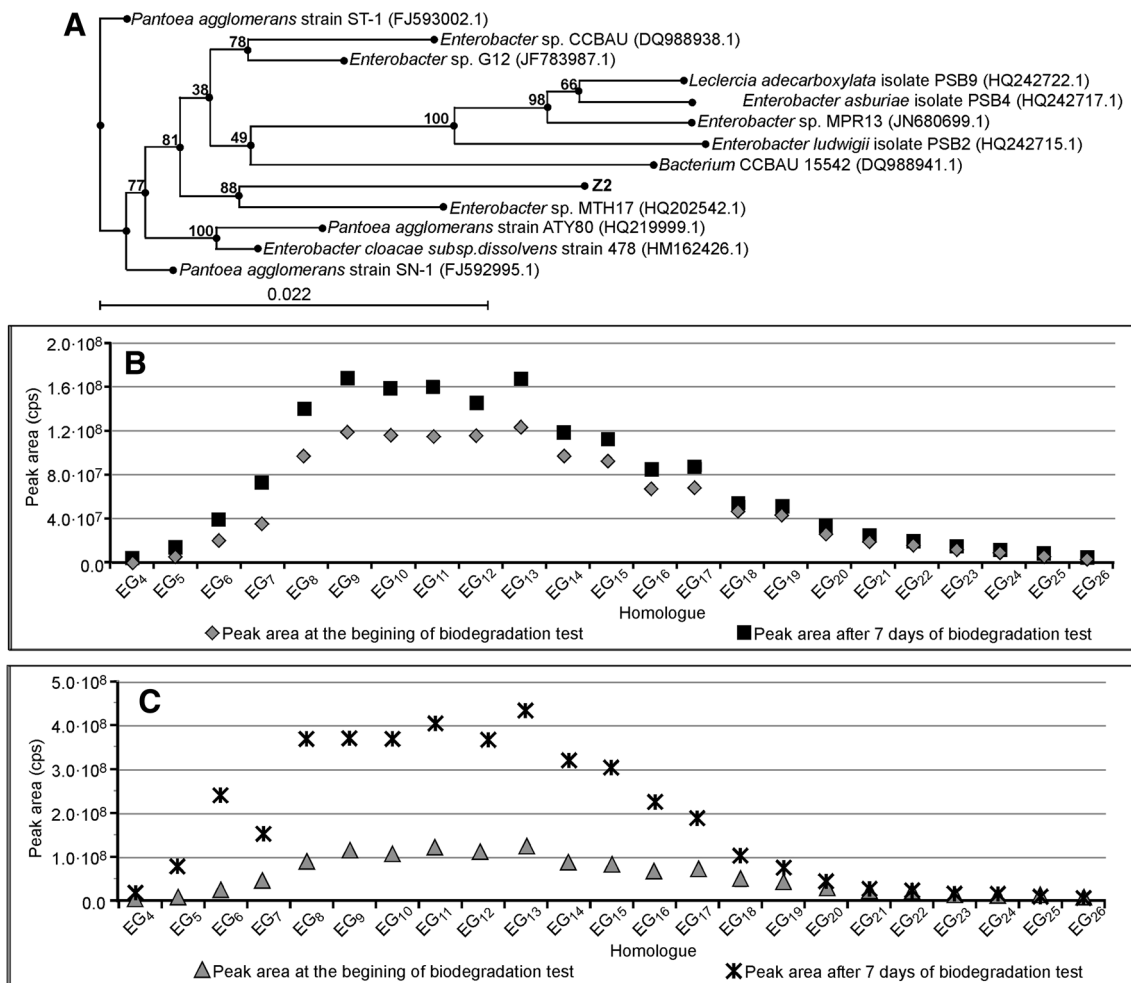 A
Pantoea agglomerans strain ST-1 (FJ593002.1)
78
Enterobacter sp. CCBAU (DQ988938.1)
Enterobacter sp. G12 (JF783987.1)
38
66
Leclercia adecarboxylata isolate PSB9 (HQ242722.1)
98
Enterobacter asburiae isolate PSB4 (HQ242717.1)
100
Enterobacter sp. MPR13 (JN680699.1)
81
49
Enterobacter ludwigii isolate PSB2 (HQ242715.1)
Bacterium CCBAU 15542 (DQ988941.1)
77
88
Z2
Enterobacter sp. MTH17 (HQ202542.1)
100
Pantoea agglomerans strain ATY80 (HQ219999.1)
Enterobacter cloacae subsp.dissolvens strain 478 (HM162426.1)
Pantoea agglomerans strain SN-1 (FJ592995.1)
0.022
B
Peak area (cps)
2.0·10⁸
1.6·10⁸
1.2·10⁸
8.0·10⁷
4.0·10⁷
0.0
EG₄ EG₅ EG₆ EG₇ EG₈ EG₉ EG₁₀ EG₁₁ EG₁₂ EG₁₃ EG₁₄ EG₁₅ EG₁₆ EG₁₇ EG₁₈ EG₁₉ EG₂₀ EG₂₁ EG₂₂ EG₂₃ EG₂₄ EG₂₅ EG₂₆
Homologue
Peak area at the begining of biodegradation test Peak area after 7 days of biodegradation test
C
Peak area (cps)
5.0·10⁸
4.0·10⁸
3.0·10⁸
2.0·10⁸
1.0·10⁸
0.0
EG₄ EG₅ EG₆ EG₇ EG₈ EG₉ EG₁₀ EG₁₁ EG₁₂ EG₁₃ EG₁₄ EG₁₅ EG₁₆ EG₁₇ EG₁₈ EG₁₉ EG₂₀ EG₂₁ EG₂₂ EG₂₃ EG₂₄ EG₂₅ EG₂₆
Homologue
Peak area at the begining of biodegradation test Peak area after 7 days of biodegradation test